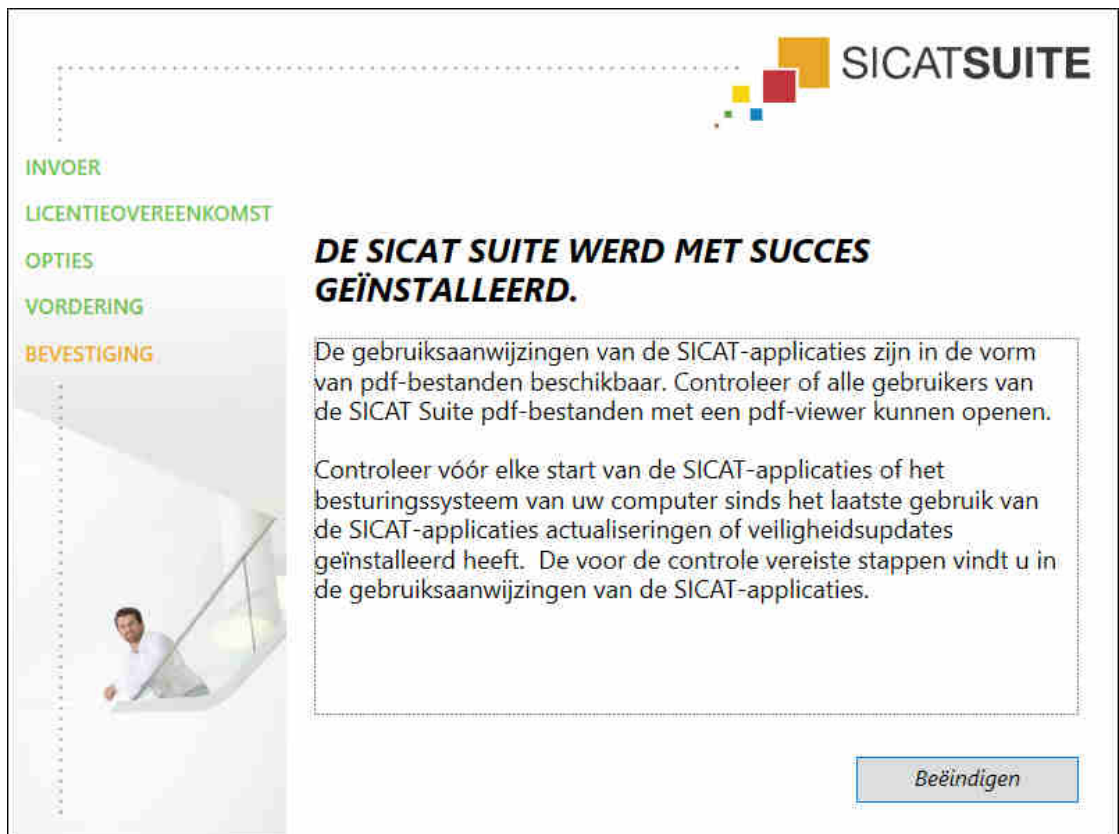 SICATSUITE
INVOER
LICENTIEOVEREENKOMST
OPTIES
VORDERING
BEVESTIGING
DE SICAT SUITE WERD MET SUCCES
GEÏNSTALLEERD.
De gebruiksaanwijzingen van de SICAT-applicaties zijn in de vorm
van pdf-bestanden beschikbaar. Controleer of alle gebruikers van
de SICAT Suite pdf-bestanden met een pdf-viewer kunnen openen.
Controleer vóór elke start van de SICAT-applicaties of het
besturingssysteem van uw computer sinds het laatste gebruik van
de SICAT-applicaties actualiseringen of veiligheidsupdates
geïnstalleerd heeft.  De voor de controle vereiste stappen vindt u in
de gebruiksaanwijzingen van de SICAT-applicaties.
Beëindigen